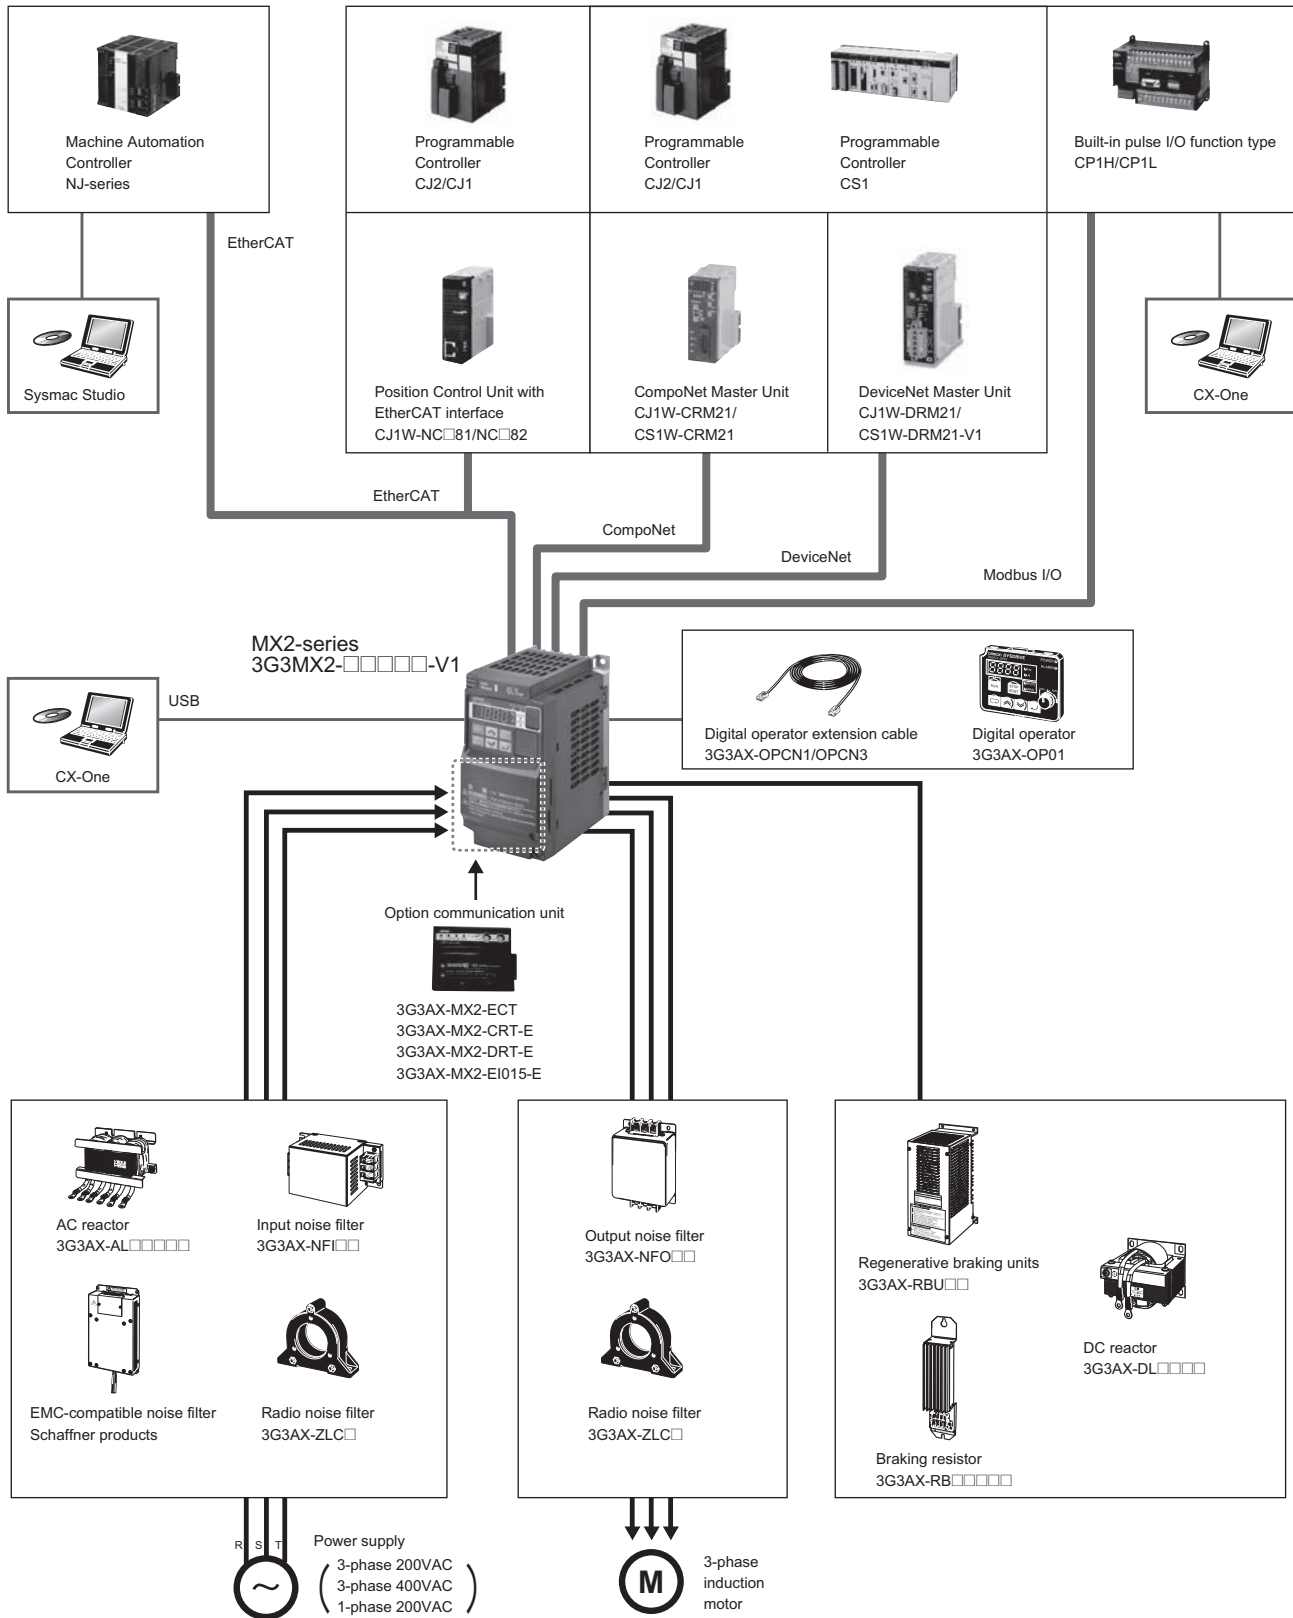 Machine Automation
Controller
NJ-series
Programmable
Controller
CJ2/CJ1
Programmable
Controller
CJ2/CJ1
Programmable
Controller
CS1
Built-in pulse I/O function type
CP1H/CP1L
EtherCAT
Sysmac Studio
Position Control Unit with
EtherCAT interface
CJ1W-NC□81/NC□82
CompoNet Master Unit
CJ1W-CRM21/
CS1W-CRM21
DeviceNet Master Unit
CJ1W-DRM21/
CS1W-DRM21-V1
CX-One
EtherCAT
CompoNet
DeviceNet
Modbus I/O
MX2-series
3G3MX2-□□□□□-V1
USB
CX-One
Digital operator extension cable
3G3AX-OPCN1/OPCN3
Digital operator
3G3AX-OP01
Option communication unit
3G3AX-MX2-ECT
3G3AX-MX2-CRT-E
3G3AX-MX2-DRT-E
3G3AX-MX2-EI015-E
AC reactor
3G3AX-AL□□□□□
Input noise filter
3G3AX-NFI□□
EMC-compatible noise filter
Schaffner products
Radio noise filter
3G3AX-ZLC□
Output noise filter
3G3AX-NFO□□
Radio noise filter
3G3AX-ZLC□
Regenerative braking units
3G3AX-RBU□□
DC reactor
3G3AX-DL□□□□
Braking resistor
3G3AX-RB□□□□□
R S T
Power supply
3-phase 200VAC
3-phase 400VAC
1-phase 200VAC
M
3-phase
induction
motor